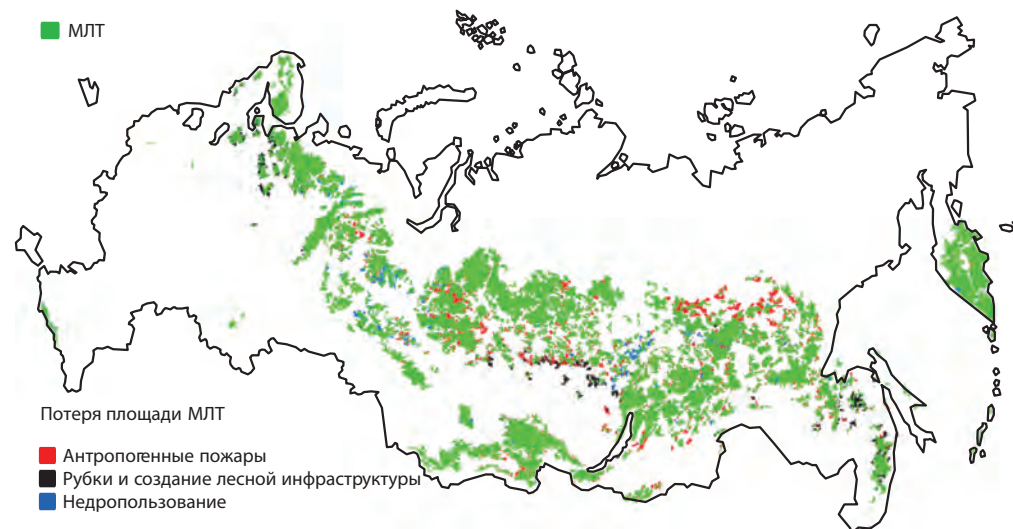 МЛТ
Потеря площади МЛТ
Антропогенные пожары
Рубки и создание лесной инфраструктуры
Недропользование